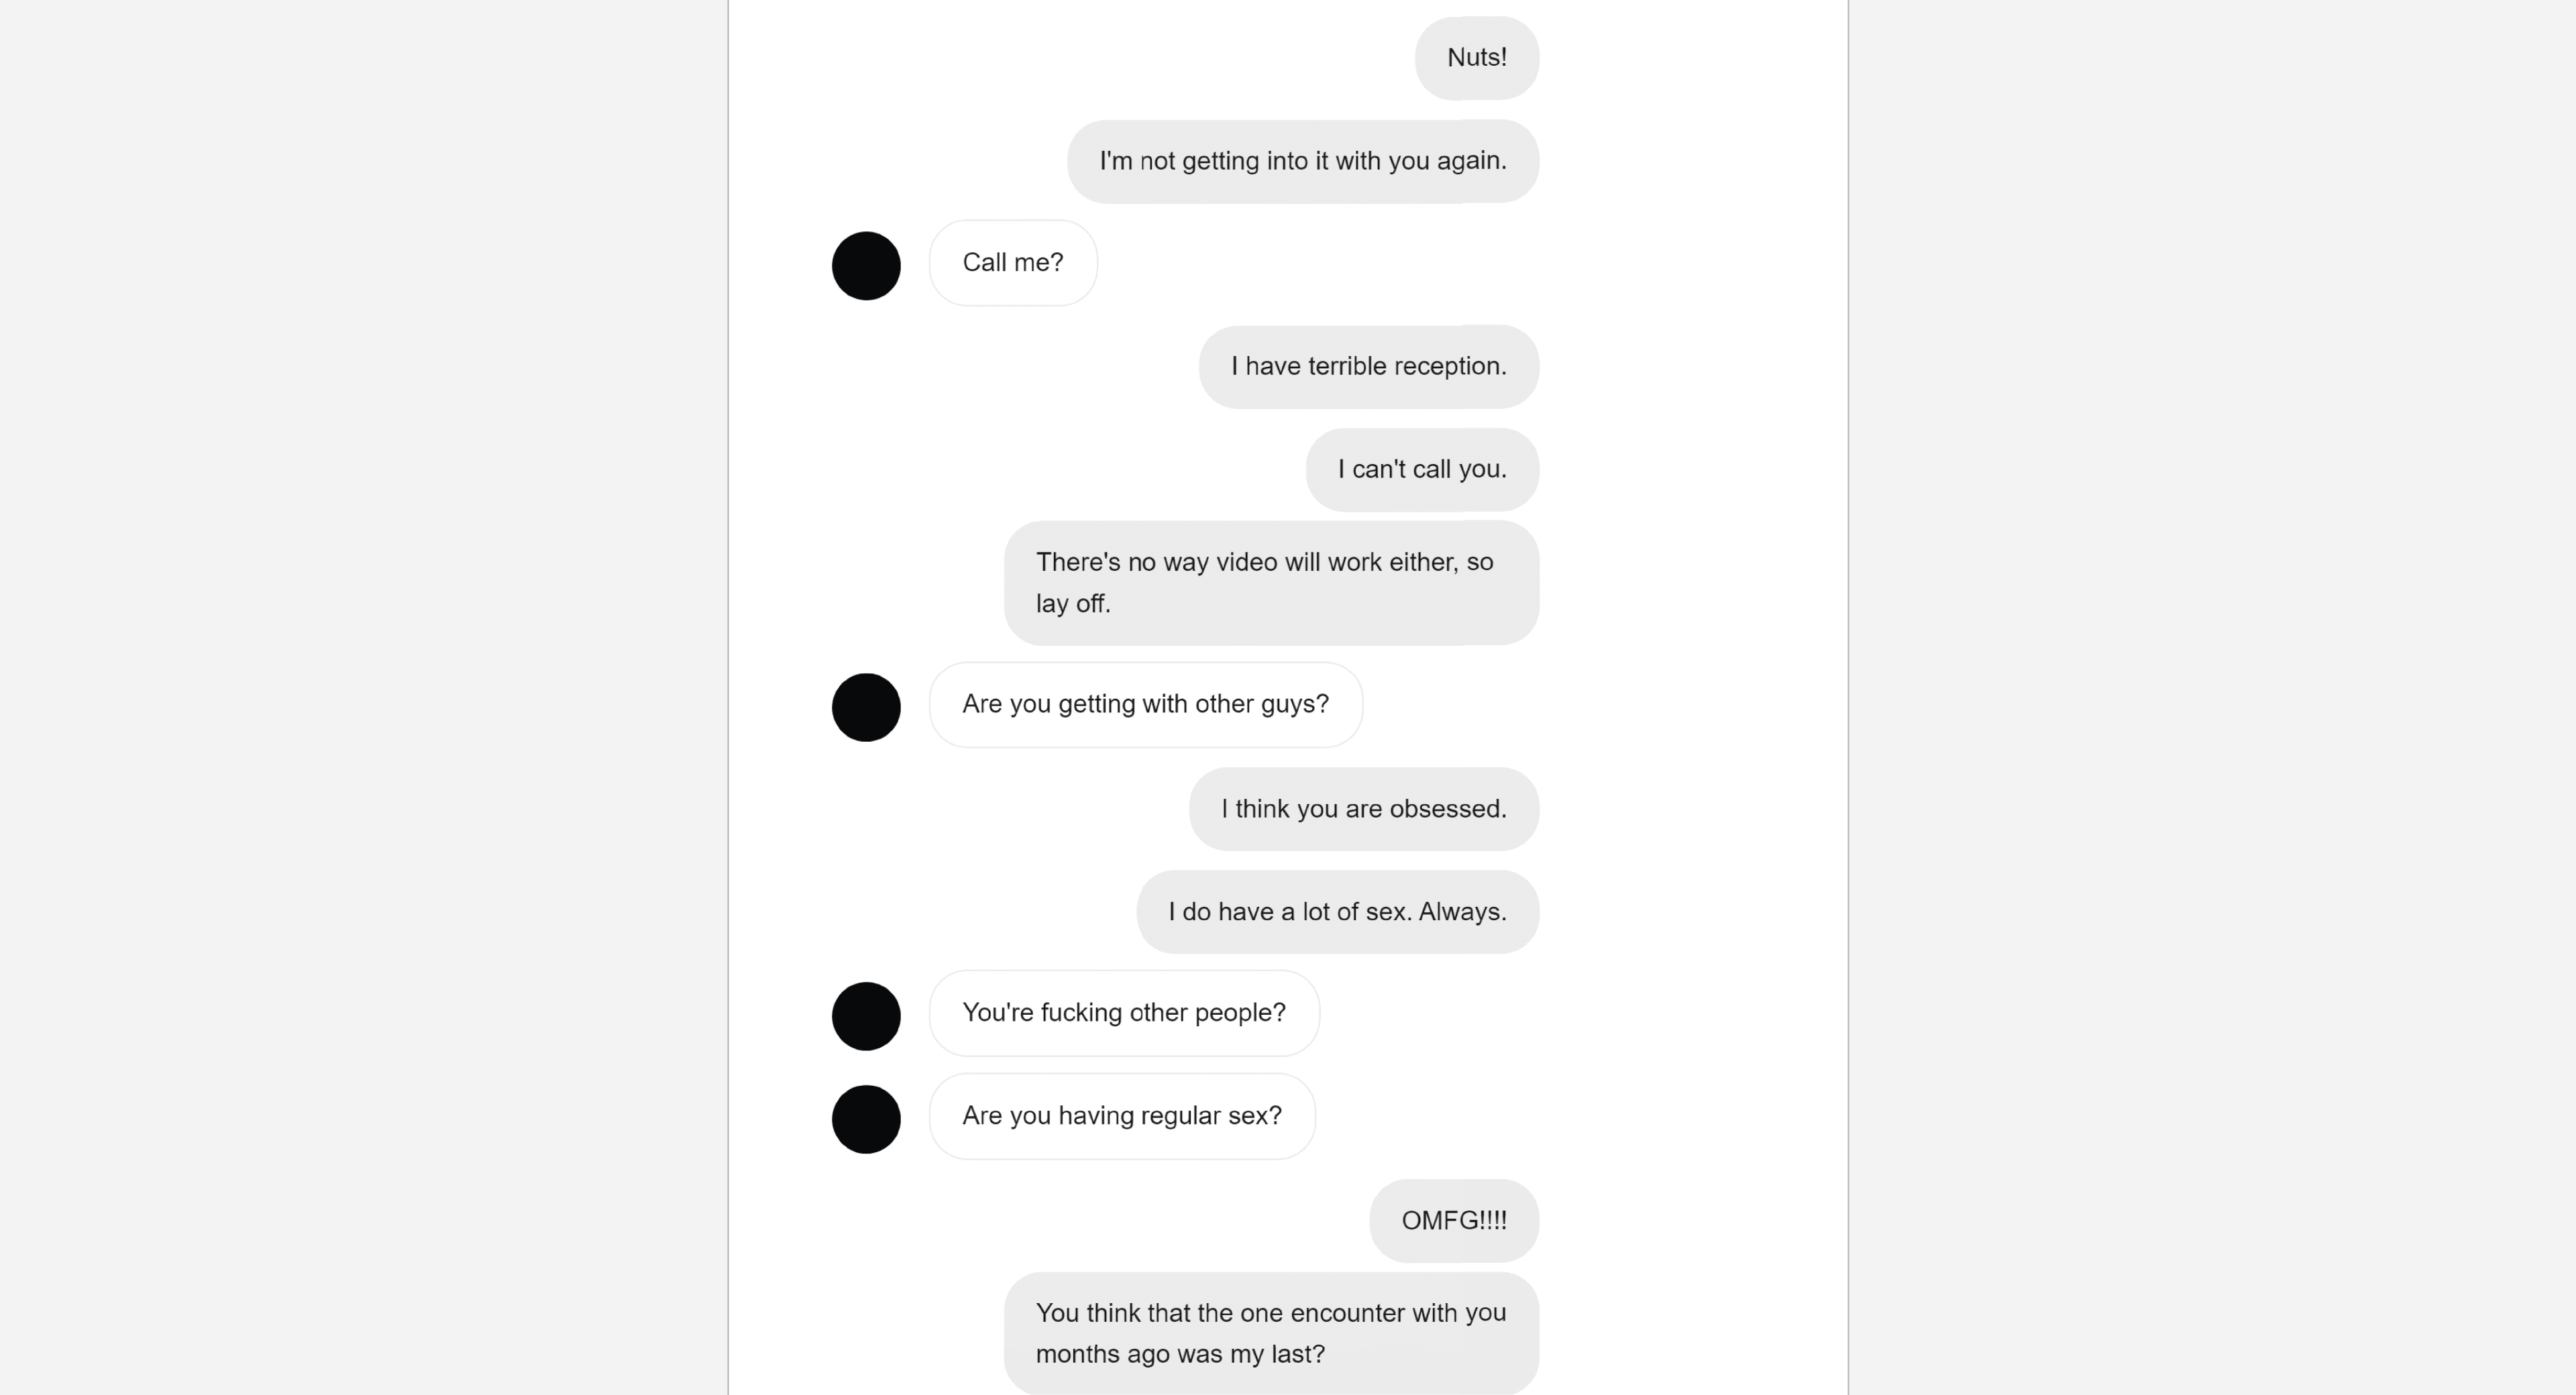 Nuts!
I'm not getting into it with you again.
Call me?
I have terrible reception.
I can't call you.
There's no way video will work either, so
lay off.
Are you getting with other guys?
I think you are obsessed.
I do have a lot of sex. Always.
You're fucking other people?
Are you having regular sex?
OMFG!!!!
You think that the one encounter with you
months ago was my last?